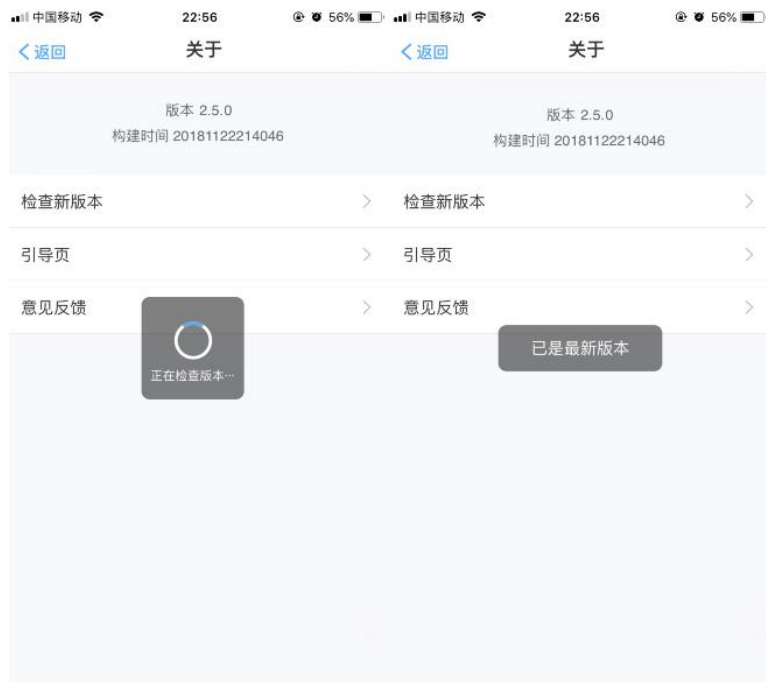 中国移动 22:56 56%
返回 关于
版本 2.5.0
构建时间 20181122214046
检查新版本
引导页
意见反馈
正在检查版本…
中国移动 22:56 56%
返回 关于
版本 2.5.0
构建时间 20181122214046
检查新版本
引导页
意见反馈
已是最新版本